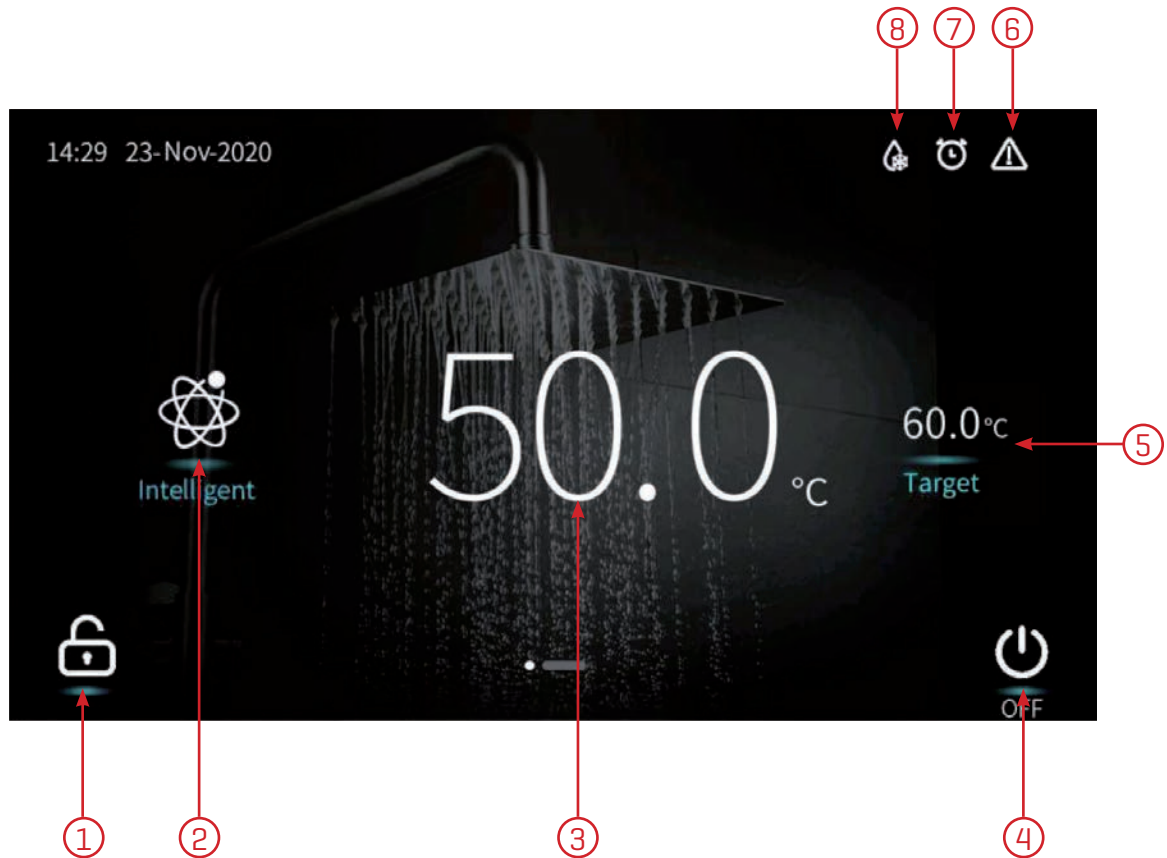 8 7 6
14:29 23-Nov-2020
50.0 °C
60.0°C
5
Intelligent
Target
OFF
1 2 3 4